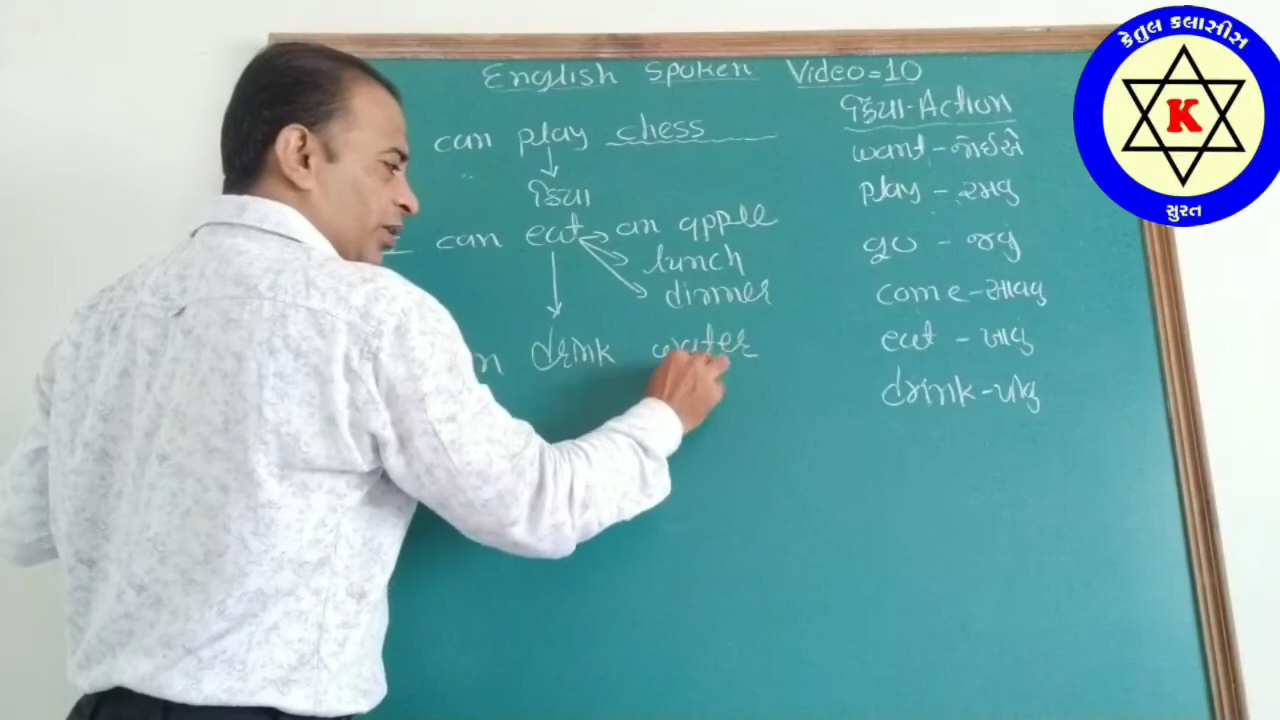 English Spoken Video=10
can play chess
ક્રિયા
I can eat an apple
lunch
dinner
drink water
ક્રિયા-Action
want - જોઈએ
play - રમવુ
go - જવું
come - આવવુ
eat - ખાવું
drink - પીવુ
કેતુલ કલાસીસ
K
સુરત